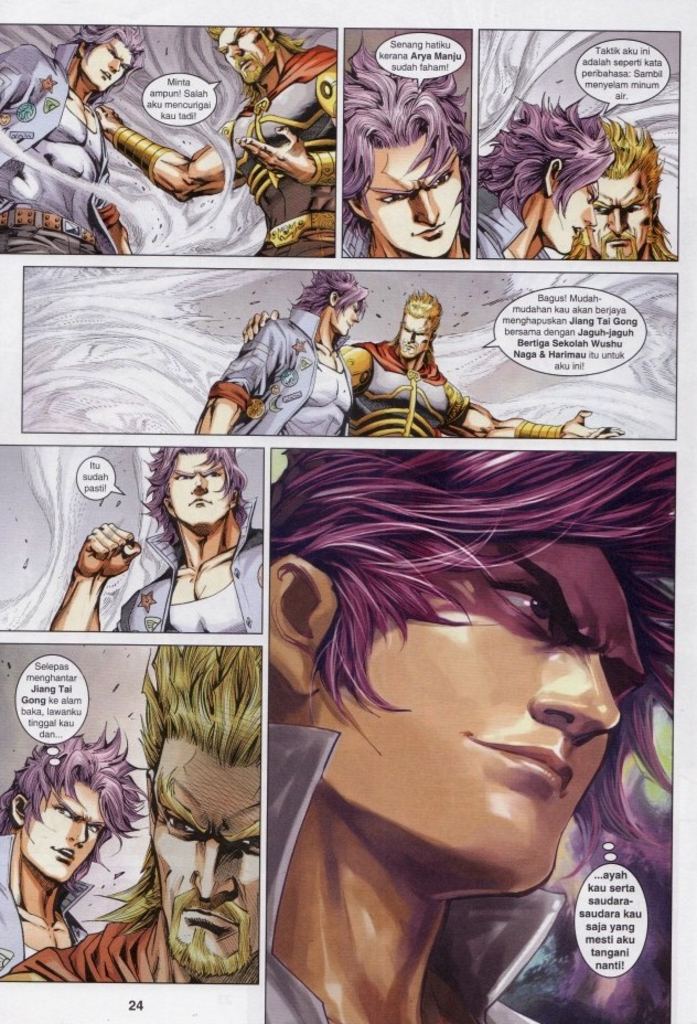 Minta
ampun! Salah
aku mencurigai
kau tadi!
Senang hatiku
kerana Arya Manju
sudah faham!
Taktik aku ini
adalah seperti kata
peribahasa: Sambil
menyelam minum
air.
Bagus! Mudah-
mudahan kau akan berjaya
menghapuskan Jiang Tai Gong
bersama dengan Jaguh-jaguh
Bertiga Sekolah Wushu
Naga & Harimau itu untuk
aku ini!
Itu
sudah
pasti!
Selepas
menghantar
Jiang Tai
Gong ke alam
baka, lawanku
tinggal kau
dan...
...ayah
kau serta
saudara-
saudara kau
saja yang
mesti aku
tangani
nanti!
24